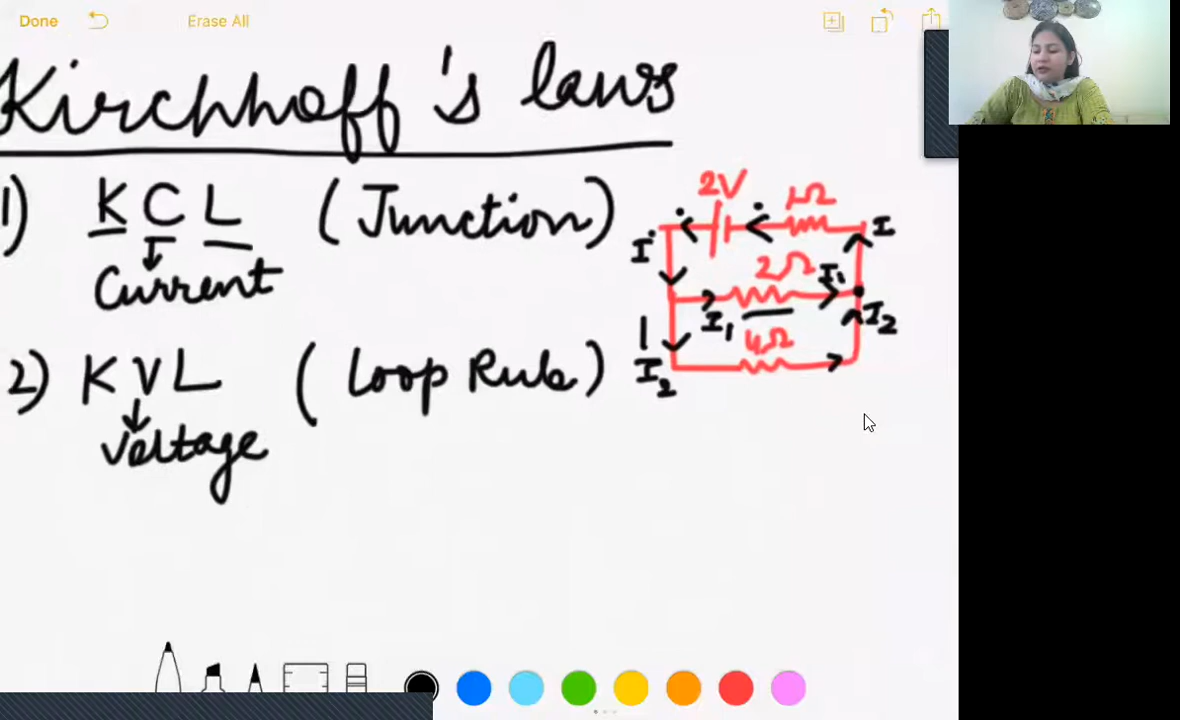 Done Erase All
Kirchhoff's laws
1) KCL (Junction)
Current
2) KVL (Loop Rule)
Voltage
2V 1Ω
I I
2Ω I1
I1 I2
4Ω
I2